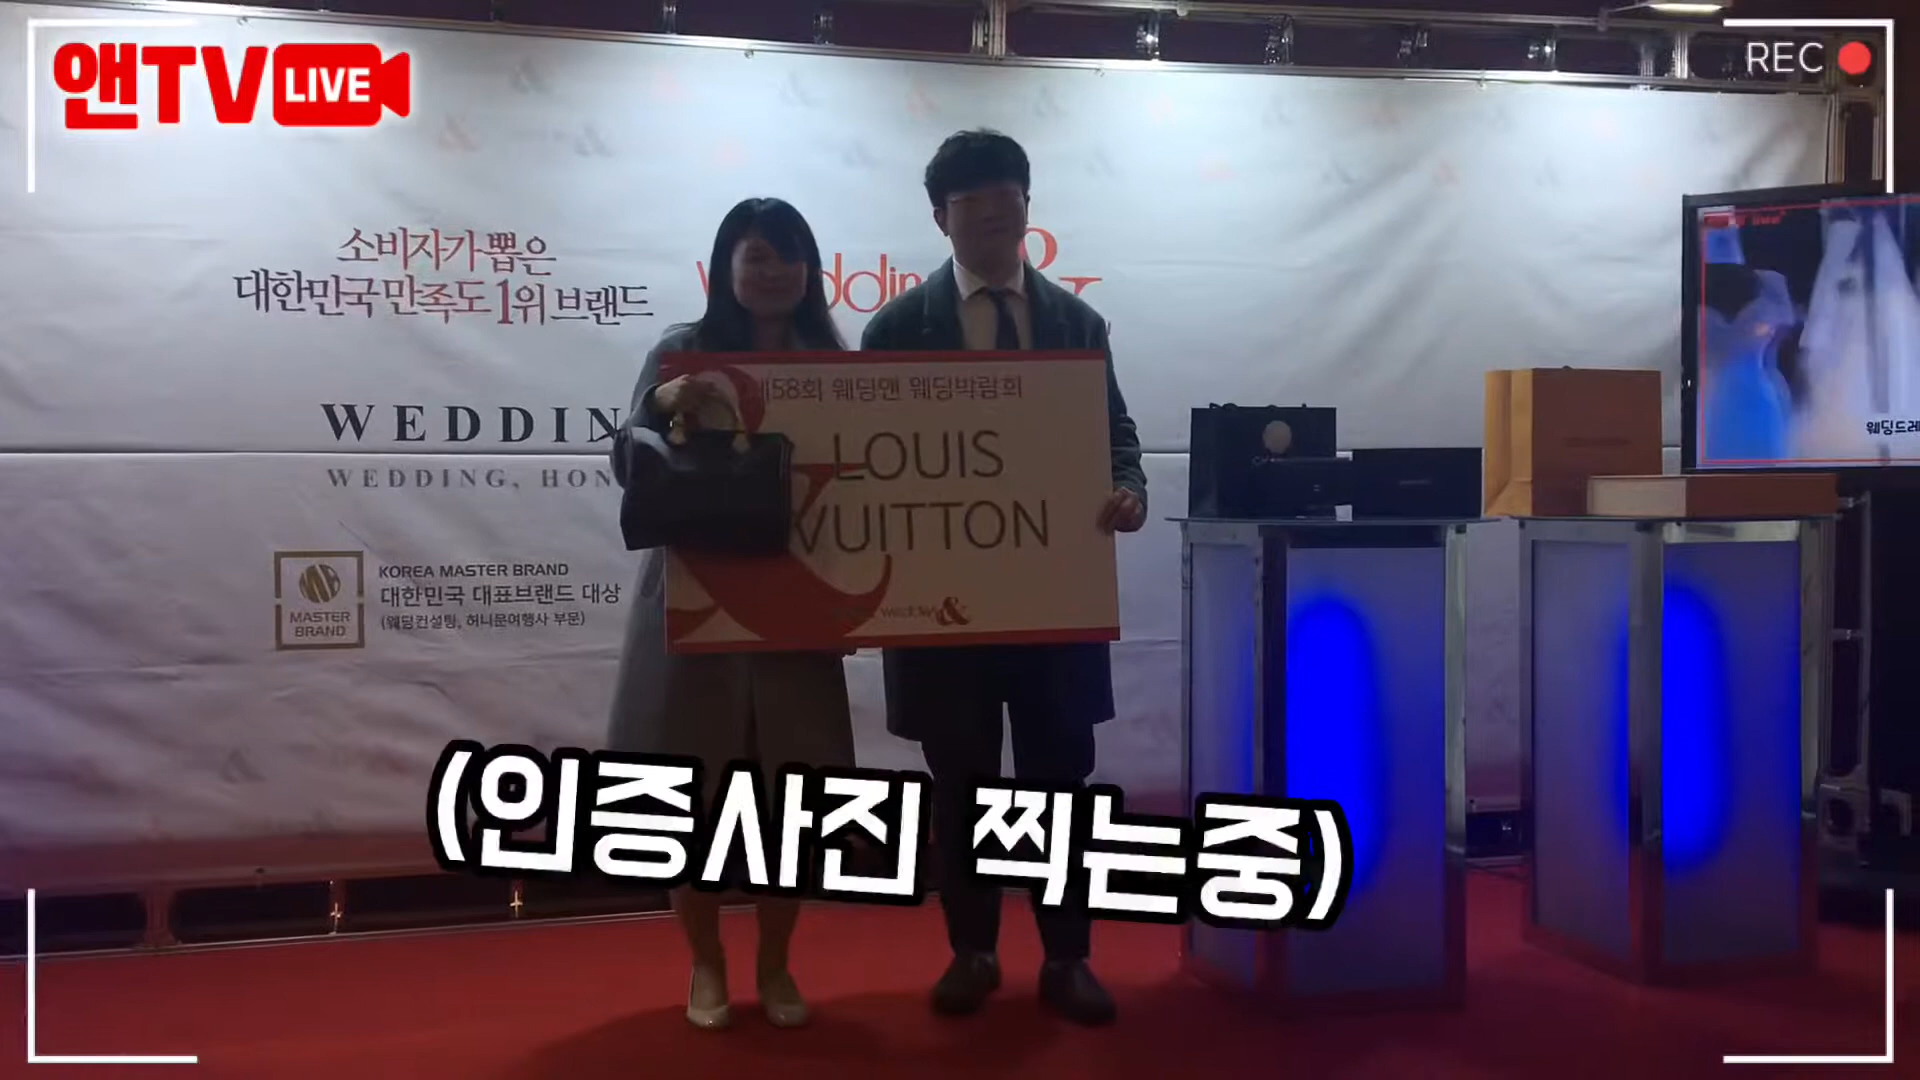 앤TV LIVE
REC
소비자가 뽑은
대한민국 만족도 1위 브랜드
WEDDIN
WEDDING, HON
MASTER
BRAND
KOREA MASTER BRAND
대한민국 대표브랜드 대상
(웨딩컨설팅, 허니문여행사 부문)
제58회 웨딩앤 웨딩박람회
LOUIS
VUITTON
웨딩드레
(인증사진 찍는중)